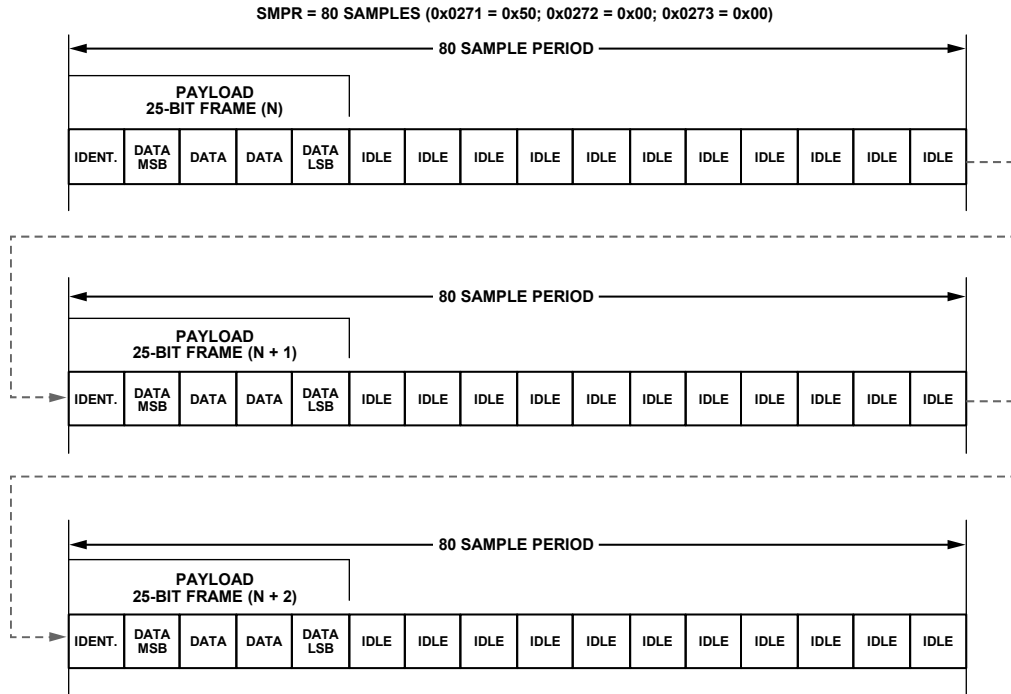 SMPR = 80 SAMPLES (0x0271 = 0x50; 0x0272 = 0x00; 0x0273 = 0x00)
80 SAMPLE PERIOD
PAYLOAD
25-BIT FRAME (N)
IDENT. DATA MSB DATA DATA DATA LSB IDLE IDLE IDLE IDLE IDLE IDLE IDLE IDLE IDLE IDLE IDLE
80 SAMPLE PERIOD
PAYLOAD
25-BIT FRAME (N + 1)
IDENT. DATA MSB DATA DATA DATA LSB IDLE IDLE IDLE IDLE IDLE IDLE IDLE IDLE IDLE IDLE IDLE
80 SAMPLE PERIOD
PAYLOAD
25-BIT FRAME (N + 2)
IDENT. DATA MSB DATA DATA DATA LSB IDLE IDLE IDLE IDLE IDLE IDLE IDLE IDLE IDLE IDLE IDLE